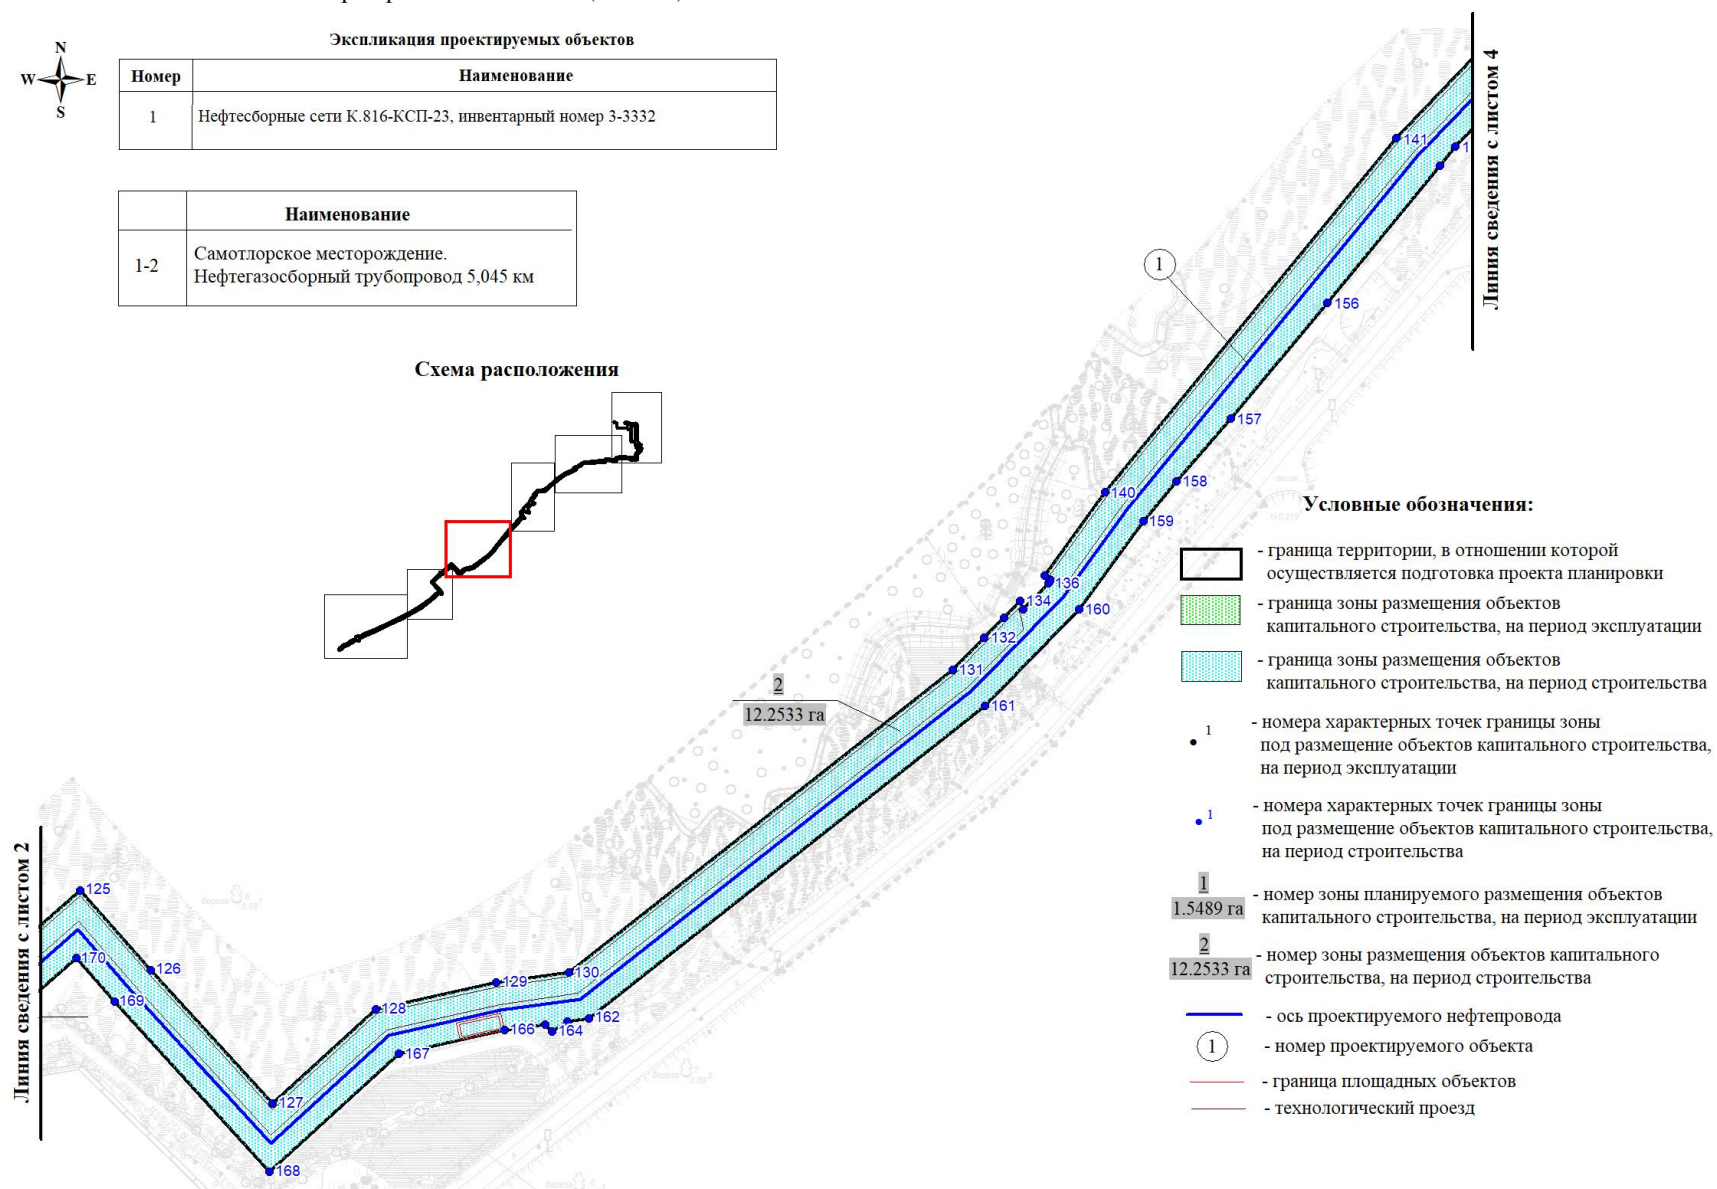 Экспликация проектируемых объектов
N
W
E
S
Номер
Наименование
1
Нефтесборные сети К.816-КСП-23, инвентарный номер 3-3332
Наименование
1-2
Самотлорское месторождение.
Нефтегазосборный трубопровод 5,045 км
Схема расположения
Линия сведения с листом 4
141
1
156
157
140
158
159
136
134
160
132
131
161
2
12.2533 га
Линия сведения с листом 2
125
170
126
169
130
129
128
162
166
164
167
127
168
Условные обозначения:
- граница территории, в отношении которой
осуществляется подготовка проекта планировки
- граница зоны размещения объектов
капитального строительства, на период эксплуатации
- граница зоны размещения объектов
капитального строительства, на период строительства
1
- номера характерных точек границы зоны
под размещение объектов капитального строительства,
на период эксплуатации
1
- номера характерных точек границы зоны
под размещение объектов капитального строительства,
на период строительства
1
1.5489 га
- номер зоны планируемого размещения объектов
капитального строительства, на период эксплуатации
2
12.2533 га
- номер зоны размещения объектов капитального
строительства, на период строительства
- ось проектируемого нефтепровода
1
- номер проектируемого объекта
- граница площадных объектов
- технологический проезд